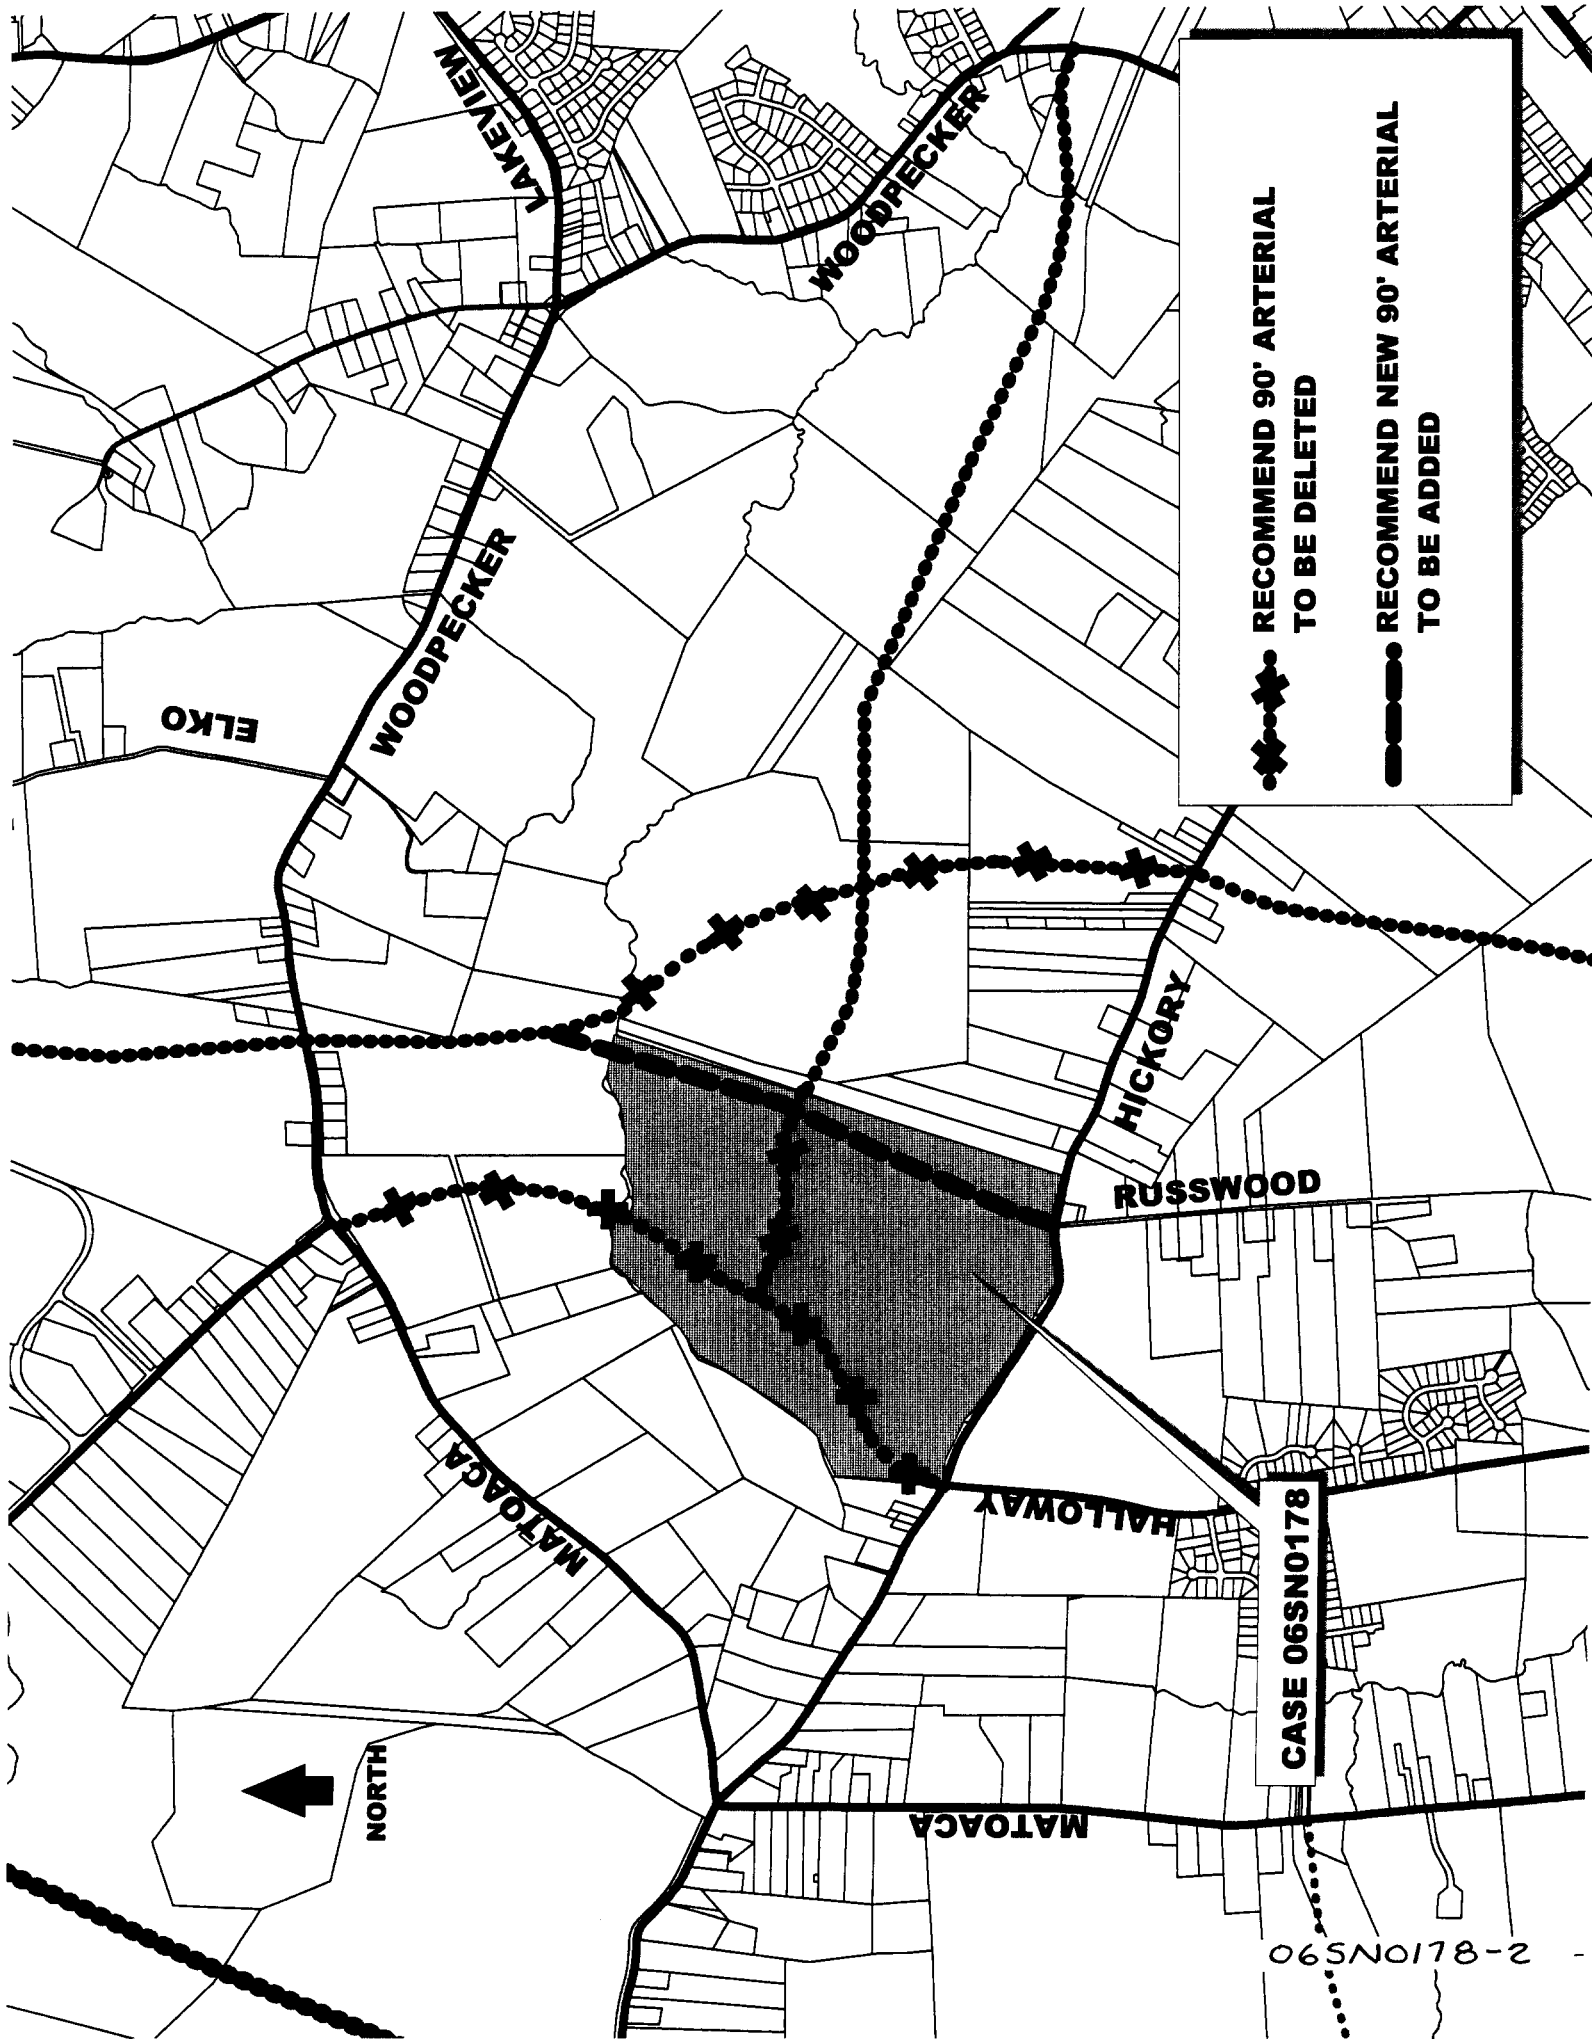 LAKEVIEW
WOODPECKER
WOODPECKER
ELKO
MATOACA
HICKORY
RUSSWOOD
HALLOWAY
MATOACA
NORTH
CASE 06SN0178
RECOMMEND 90' ARTERIAL
TO BE DELETED
RECOMMEND NEW 90' ARTERIAL
TO BE ADDED
06SN0178-2